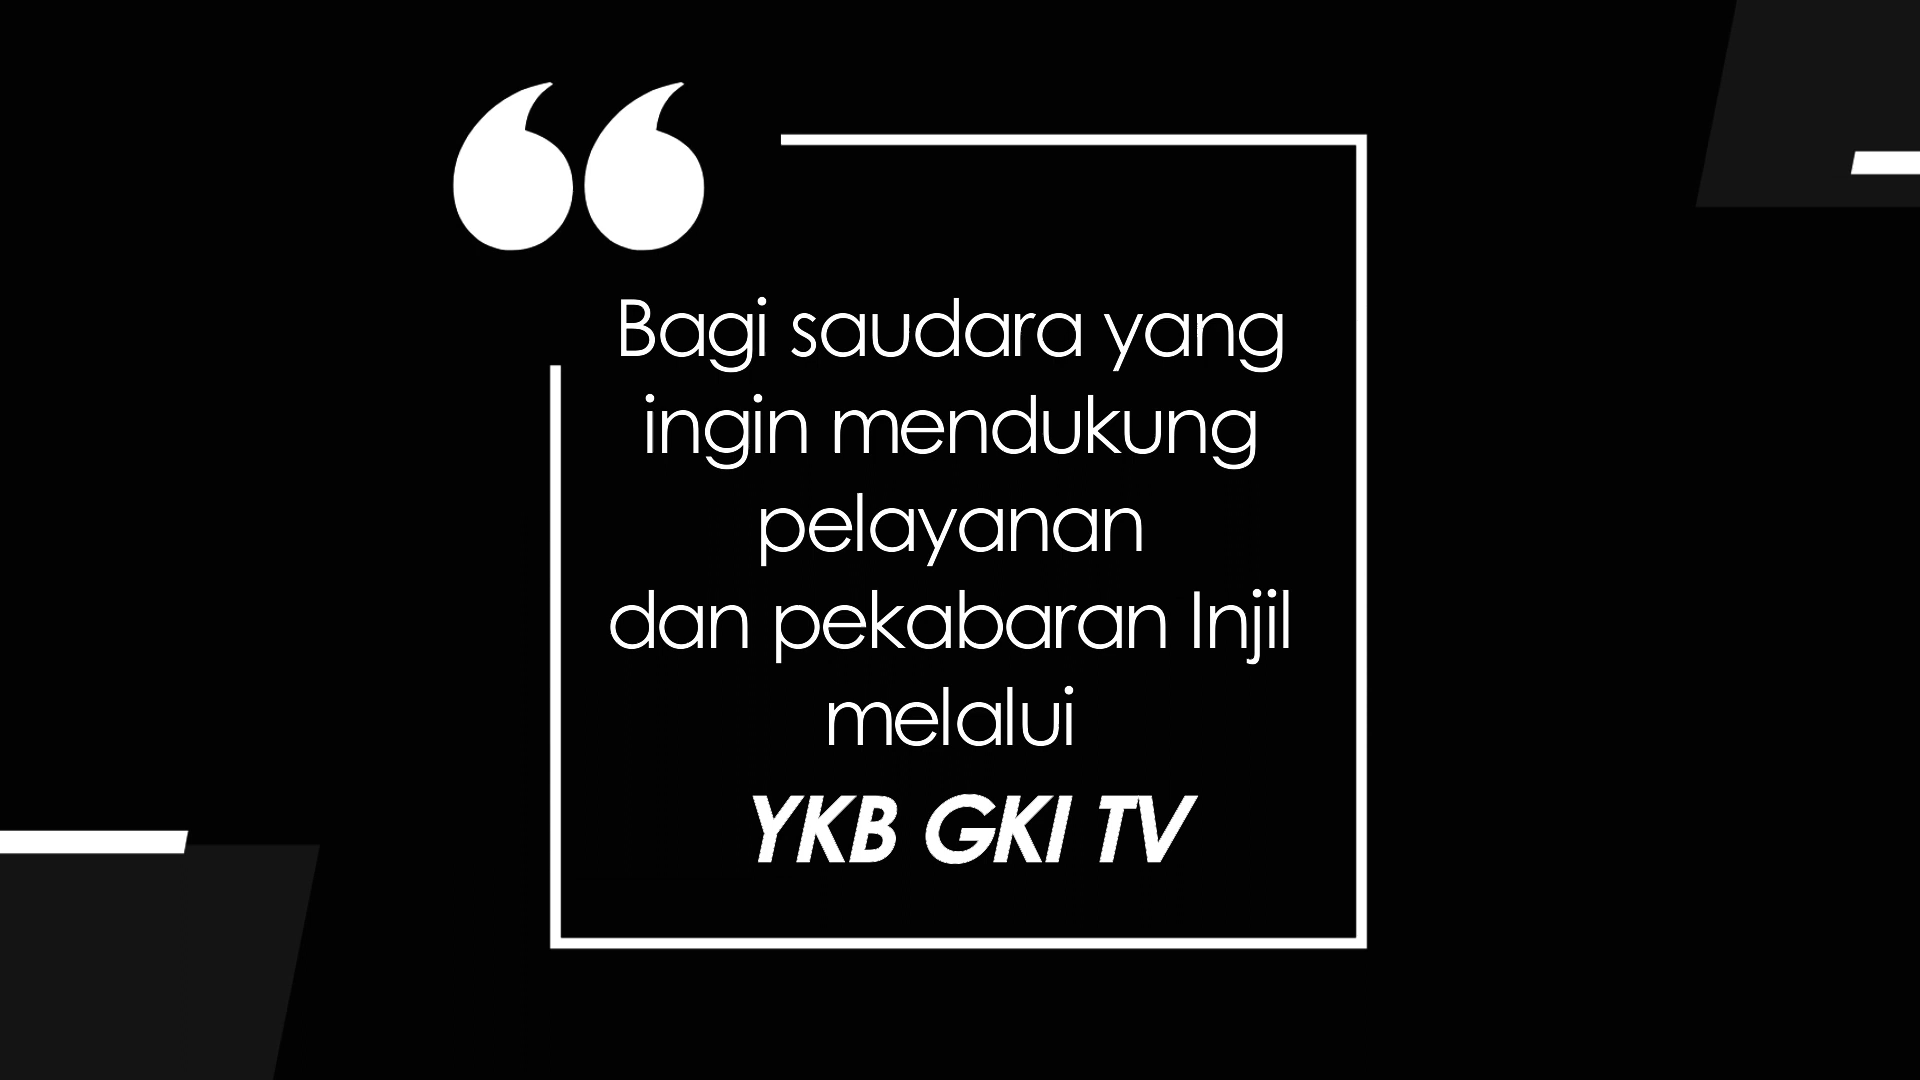 Bagi saudara yang
ingin mendukung
pelayanan
dan pekabaran Injil
melalui
YKB GKI TV